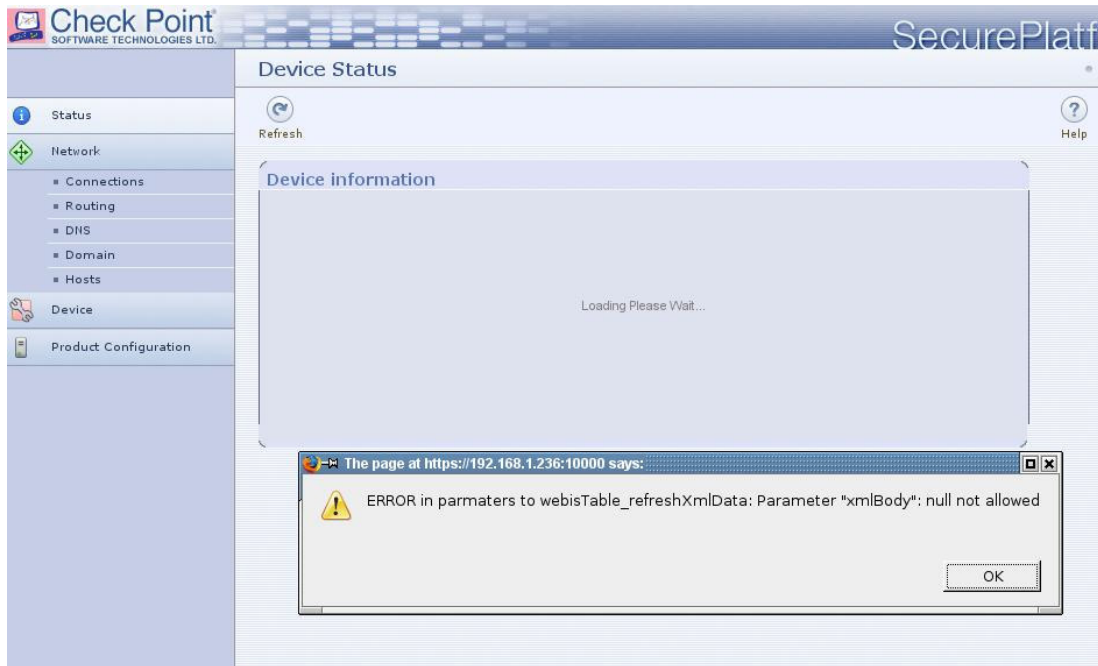 Check Point
SOFTWARE TECHNOLOGIES LTD.
SecurePlatf
Device Status
Status
Refresh
Help
Network
Device information
Connections
Routing
DNS
Domain
Hosts
Device
Loading Please Wait...
Product Configuration
The page at https://192.168.1.236:10000 says:
ERROR in parmaters to webisTable_refreshXmlData: Parameter "xmlBody": null not allowed
OK